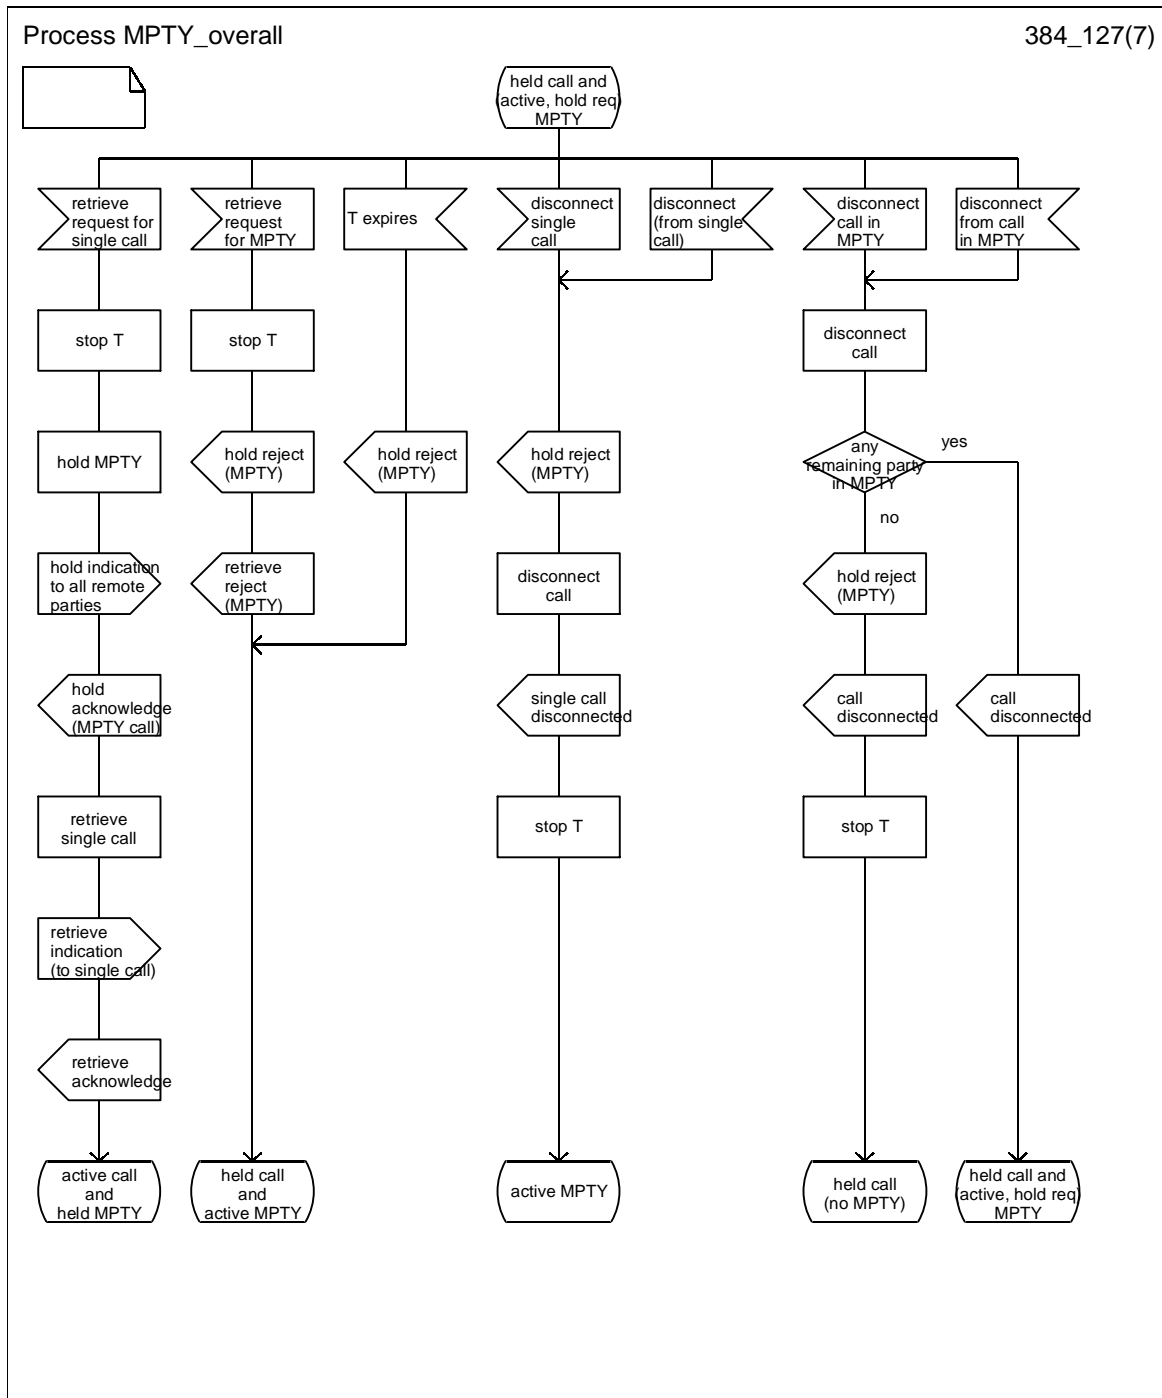 Process MPTY_overall
384_127(7)
held call and
(active, hold req)
MPTY
retrieve
request for
single call
retrieve
request
for MPTY
T expires
disconnect
single
call
disconnect
(from single
call)
disconnect
call in
MPTY
disconnect
from call
in MPTY
stop T
stop T
disconnect
call
hold MPTY
hold reject
(MPTY)
hold reject
(MPTY)
hold reject
(MPTY)
any
remaining party
in MPTY
yes
no
hold indication
to all remote
parties
retrieve
reject
(MPTY)
disconnect
call
hold reject
(MPTY)
hold
acknowledge
(MPTY call)
single call
disconnected
call
disconnected
call
disconnected
retrieve
single call
stop T
stop T
retrieve
indication
(to single call)
retrieve
acknowledge
active call
and
held MPTY
held call
and
active MPTY
active MPTY
held call
(no MPTY)
held call and
(active, hold req)
MPTY